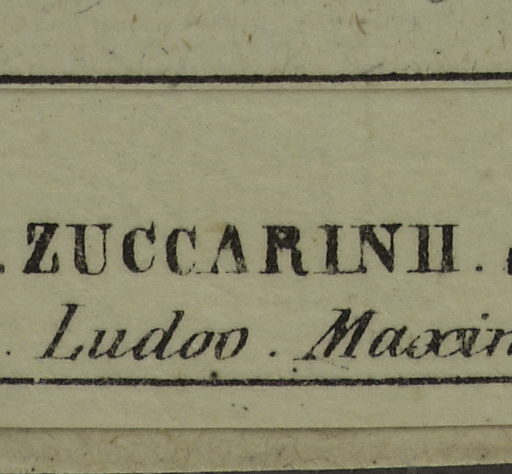 . ZUCCARINII .
. Ludov . Maxim